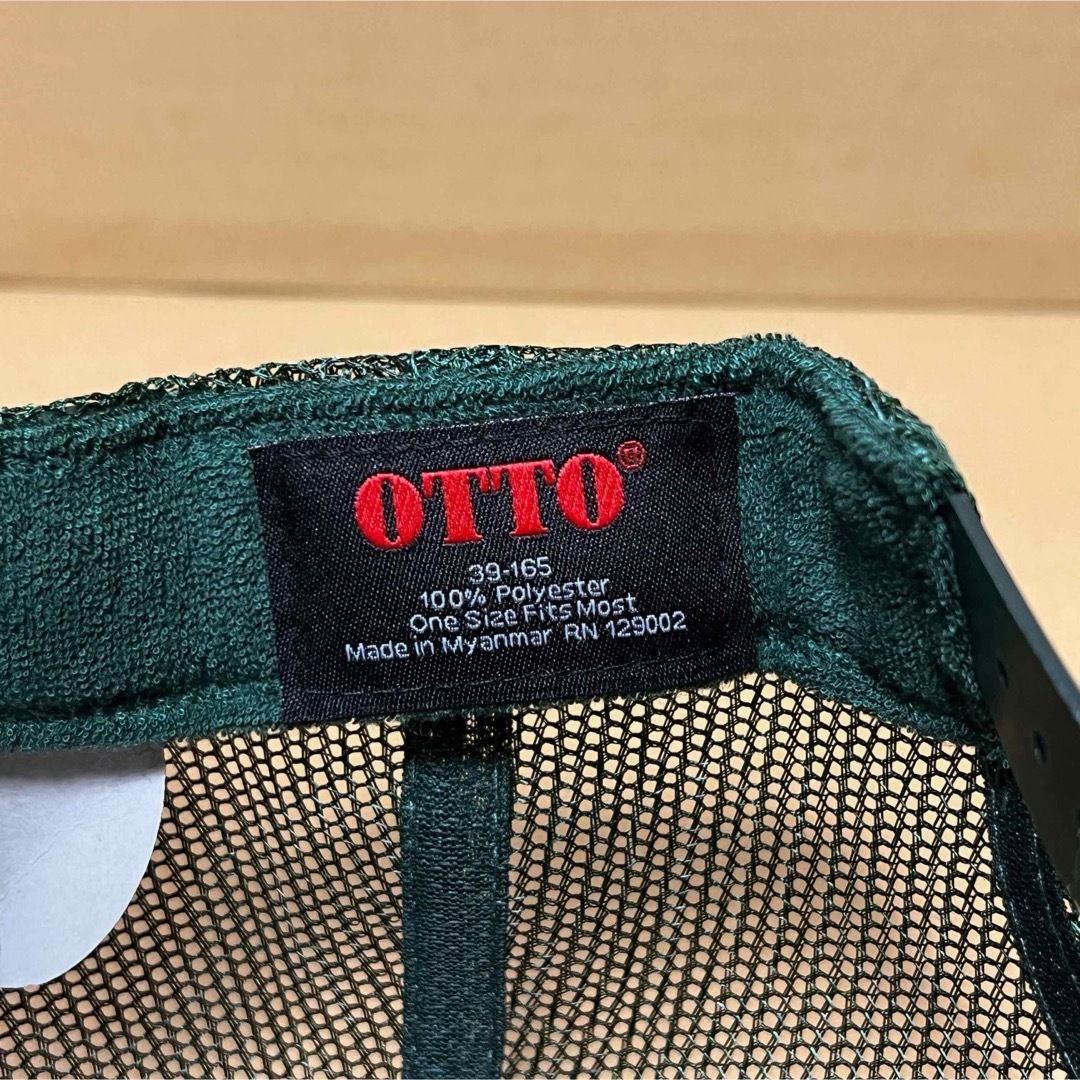 OTTO®
39-165
100% Polyester
One Size Fits Most
Made in Myanmar RN 129002